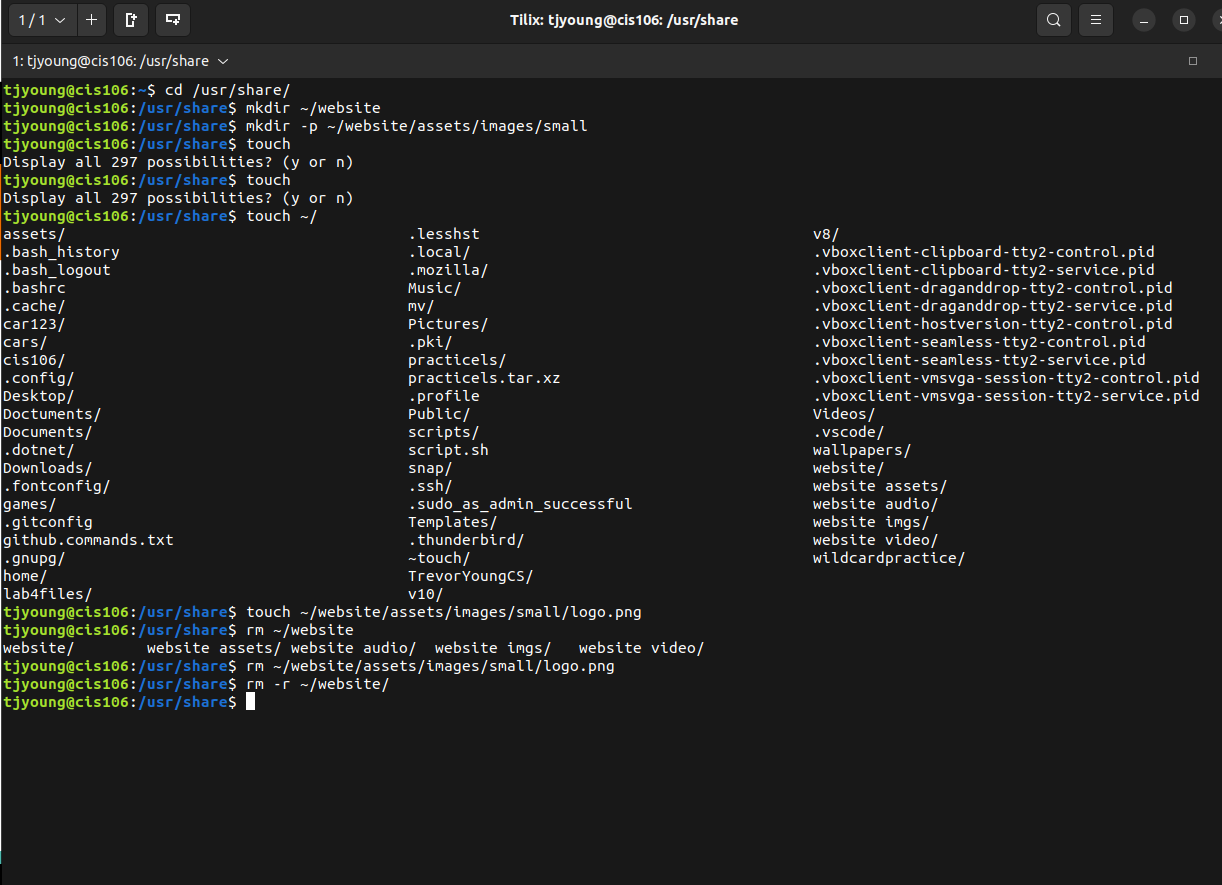 1 / 1
Tilix: tjyoung@cis106: /usr/share
1: tjyoung@cis106: /usr/share
tjyoung@cis106:~$ cd /usr/share/
tjyoung@cis106:/usr/share$ mkdir ~/website
tjyoung@cis106:/usr/share$ mkdir -p ~/website/assets/images/small
tjyoung@cis106:/usr/share$ touch
Display all 297 possibilities? (y or n)
tjyoung@cis106:/usr/share$ touch
Display all 297 possibilities? (y or n)
tjyoung@cis106:/usr/share$ touch ~/
assets/ .lesshst v8/
.bash_history .local/ .vboxclient-clipboard-tty2-control.pid
.bash_logout .mozilla/ .vboxclient-clipboard-tty2-service.pid
.bashrc Music/ .vboxclient-draganddrop-tty2-control.pid
.cache/ mv/ .vboxclient-draganddrop-tty2-service.pid
car123/ Pictures/ .vboxclient-hostversion-tty2-control.pid
cars/ .pki/ .vboxclient-seamless-tty2-control.pid
cis106/ practicels/ .vboxclient-seamless-tty2-service.pid
.config/ practicels.tar.xz .vboxclient-vmsvga-session-tty2-control.pid
Desktop/ .profile .vboxclient-vmsvga-session-tty2-service.pid
Doctuments/ Public/ Videos/
Documents/ scripts/ .vscode/
.dotnet/ script.sh wallpapers/
Downloads/ snap/ website/
.fontconfig/ .ssh/ website assets/
games/ .sudo_as_admin_successful website audio/
.gitconfig Templates/ website imgs/
github.commands.txt .thunderbird/ website video/
.gnupg/ ~touch/ wildcardpractice/
home/ TrevorYoungCS/
lab4files/ v10/
tjyoung@cis106:/usr/share$ touch ~/website/assets/images/small/logo.png
tjyoung@cis106:/usr/share$ rm ~/website
website/ website assets/ website audio/ website imgs/ website video/
tjyoung@cis106:/usr/share$ rm ~/website/assets/images/small/logo.png
tjyoung@cis106:/usr/share$ rm -r ~/website/
tjyoung@cis106:/usr/share$